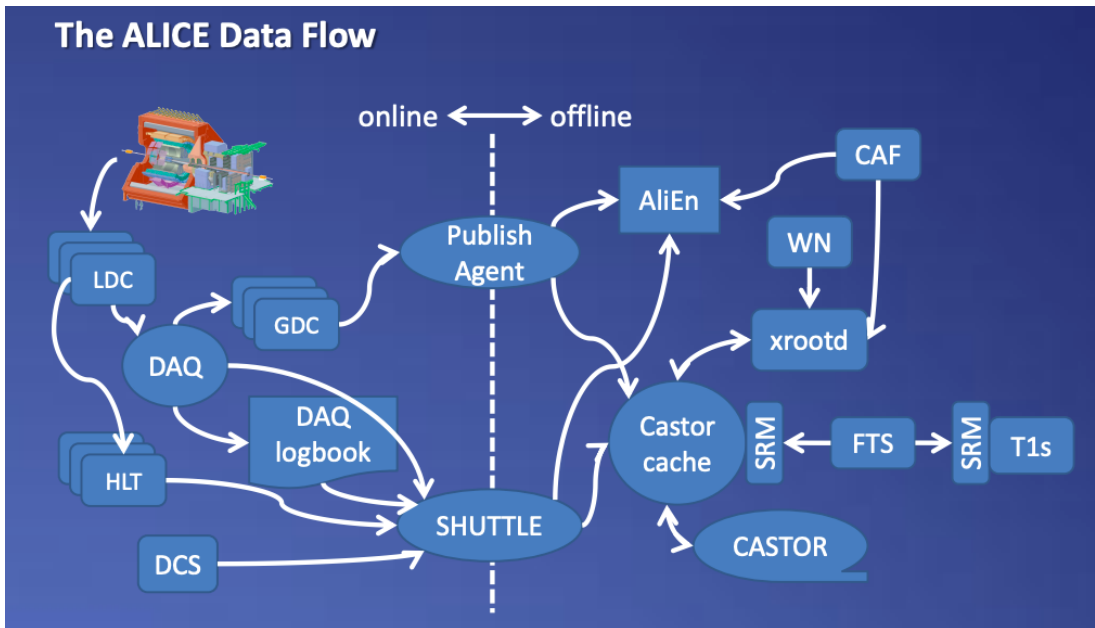 The ALICE Data Flow
online
offline
CAF
AliEn
Publish
Agent
WN
LDC
GDC
xrootd
DAQ
DAQ
logbook
Castor
cache
SRM
FTS
SRM
T1s
HLT
SHUTTLE
CASTOR
DCS